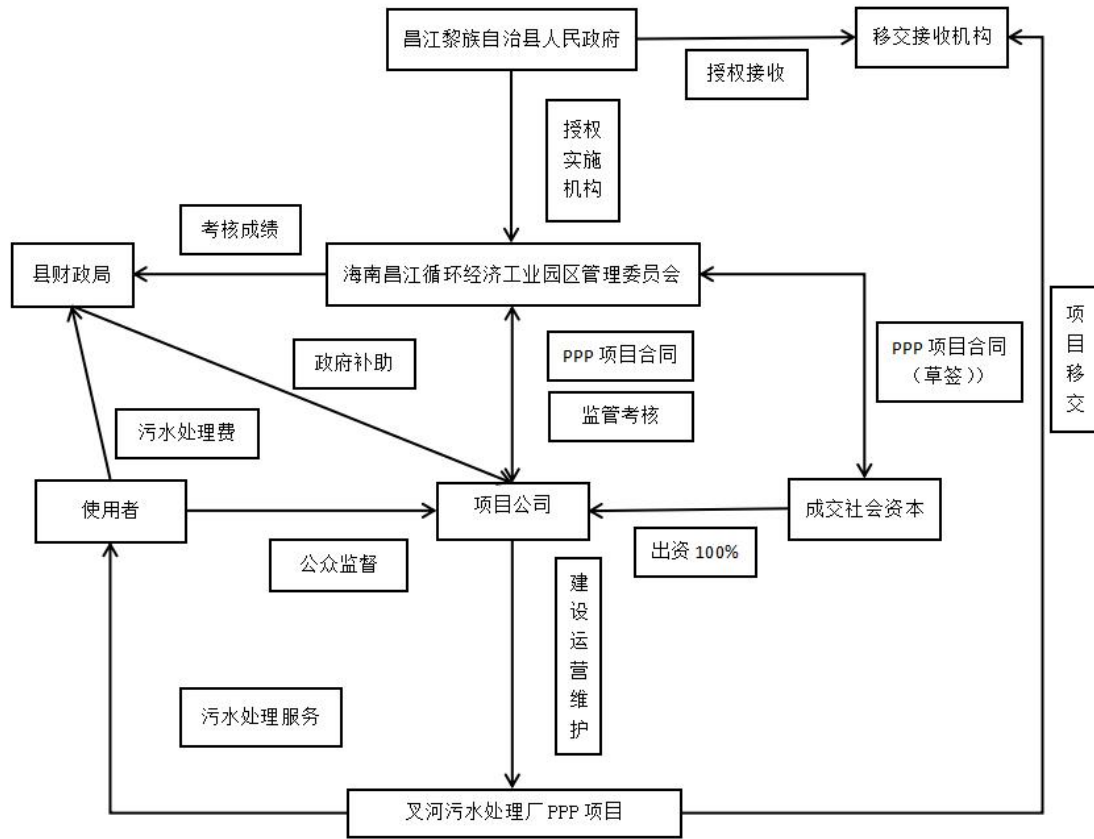 昌江黎族自治县人民政府
移交接收机构
授权接收
授权
实施
机构
考核成绩
县财政局
海南昌江循环经济工业园区管理委员会
项
目
移
交
PPP 项目合同
（草签））
PPP 项目合同
政府补助
监管考核
污水处理费
使用者
项目公司
成交社会资本
公众监督
出资 100%
建
设
运
营
维
护
污水处理服务
叉河污水处理厂 PPP 项目